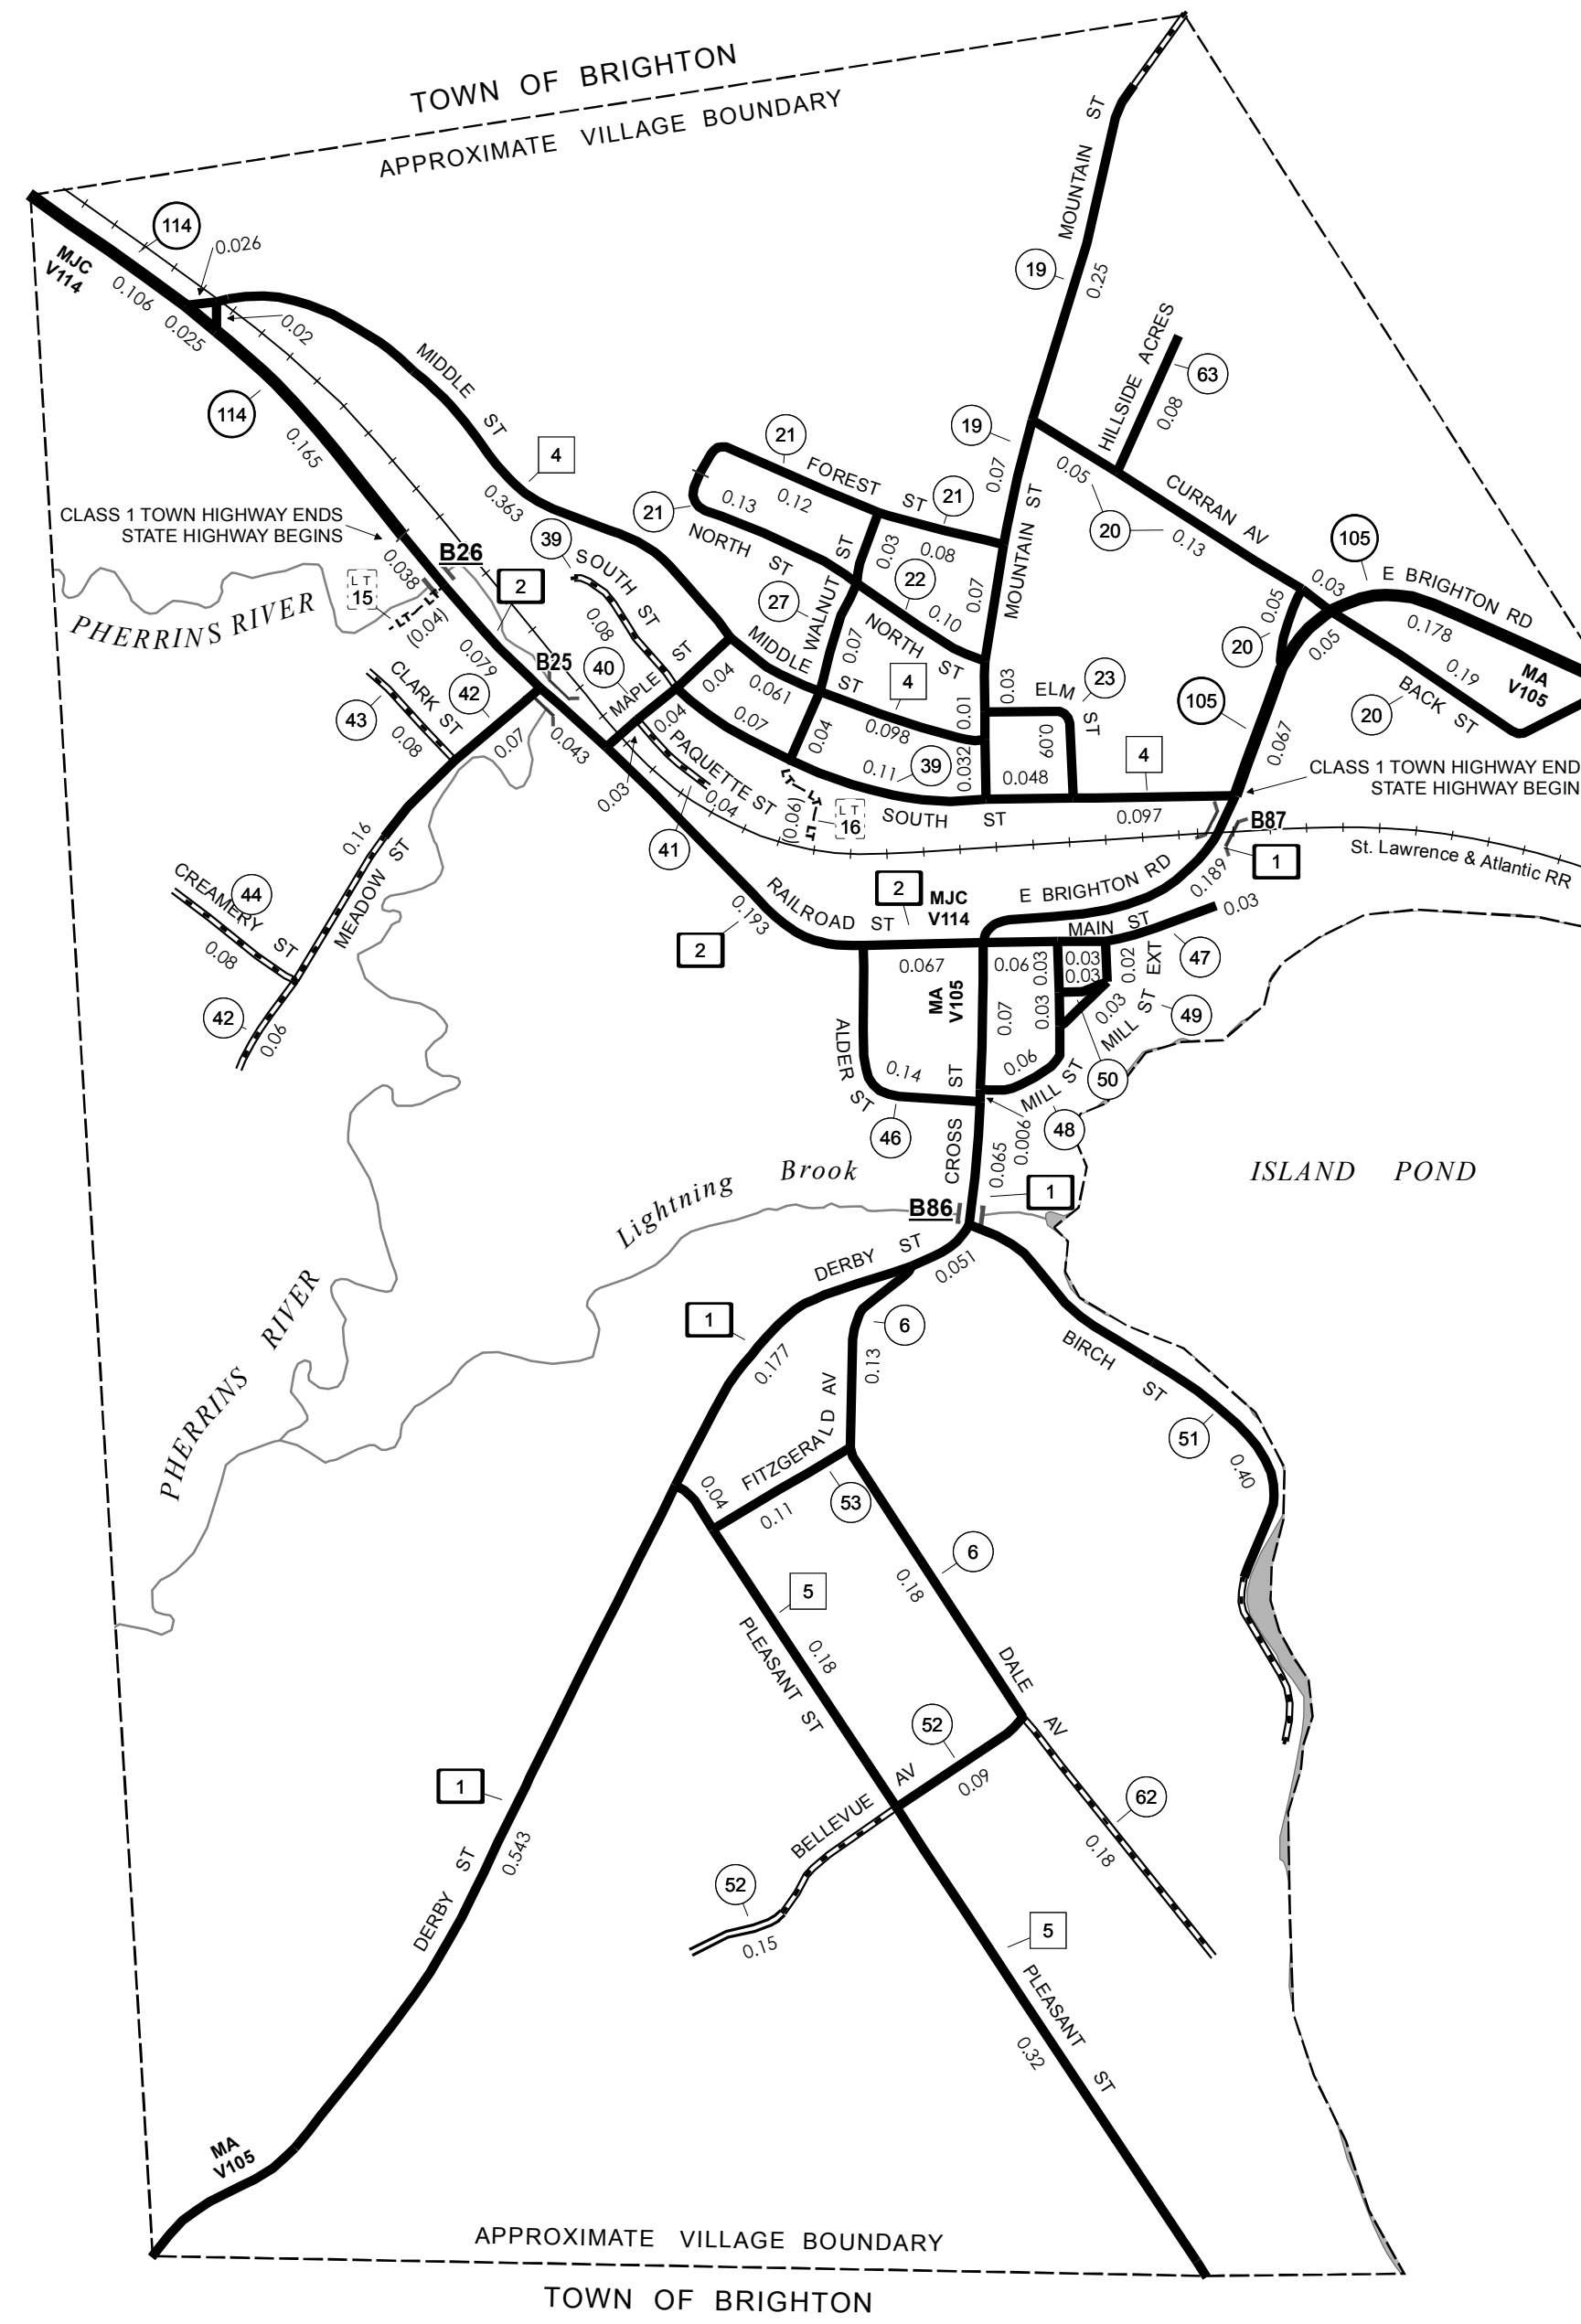 TOWN OF BRIGHTON
APPROXIMATE VILLAGE BOUNDARY
MOUNTAIN ST
114
0.026
MJC
V114
0.106
0.025
0.02
19
0.25
114
0.165
MIDDLE ST
4
0.363
HILLSIDE ACRES
63
0.08
19
0.07
21
FOREST ST
21
0.12
0.13
21
NORTH ST
0.05
CURRAN AV
20
0.13
CLASS 1 TOWN HIGHWAY ENDS
STATE HIGHWAY BEGINS
0.038
B26
LT
15
LT LT
(0.04)
PHERRINS RIVER
2
0.079
39
SOUTH ST
0.08
0.03
0.08
22
27
WALNUT ST
0.07
NORTH ST
0.10
0.07
MOUNTAIN ST
105
E BRIGHTON RD
0.03
0.05
0.178
20
0.05
0.19
MA
V105
BACK ST
20
B25
40
MAPLE ST
0.04
MIDDLE ST
0.061
4
0.03
ELM ST
23
105
CLARK ST
42
43
0.08
0.07
0.043
0.04
0.07
0.04
0.098
0.01
0.09
0.067
PAQUETTE ST
0.03
0.04
41
0.11
39
0.032
0.048
4
CLASS 1 TOWN HIGHWAY END
STATE HIGHWAY BEGIN
(0.06)
LT LT
LT
LT
16
SOUTH ST
0.097
B87
1
St. Lawrence & Atlantic RR
0.16
MEADOW ST
CREAMERY ST
44
0.08
42
0.06
RAILROAD ST
0.193
2
2
MJC
V114
E BRIGHTON RD
0.189
MAIN ST
0.03
47
0.067
0.06
0.03
0.03
0.03
0.02
MILL ST EXT
MA
V105
0.07
0.03
0.03
49
ALDER ST
0.14
0.06
MILL ST
50
46
CROSS ST
0.065
0.006
48
1
ISLAND POND
Lightning Brook
B86
DERBY ST
0.051
1
6
0.177
0.13
BIRCH ST
51
0.40
PHERRINS RIVER
FITZGERALD AV
0.04
0.11
53
6
0.18
5
PLEASANT ST
0.18
DALE AV
52
BELLEVUE AV
0.09
62
0.18
1
DERBY ST
0.543
52
0.15
5
PLEASANT ST
0.32
MA
V105
APPROXIMATE VILLAGE BOUNDARY
TOWN OF BRIGHTON